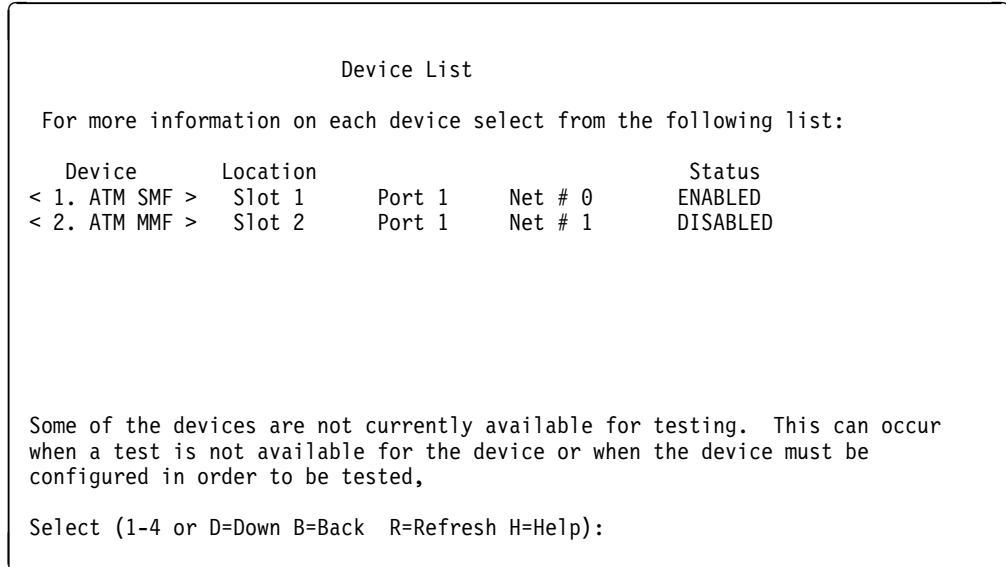 Device List
For more information on each device select from the following list:
Device Location Status
< 1. ATM SMF > Slot 1 Port 1 Net # 0 ENABLED
< 2. ATM MMF > Slot 2 Port 1 Net # 1 DISABLED
Some of the devices are not currently available for testing. This can occur
when a test is not available for the device or when the device must be
configured in order to be tested,
Select (1-4 or D=Down B=Back R=Refresh H=Help):